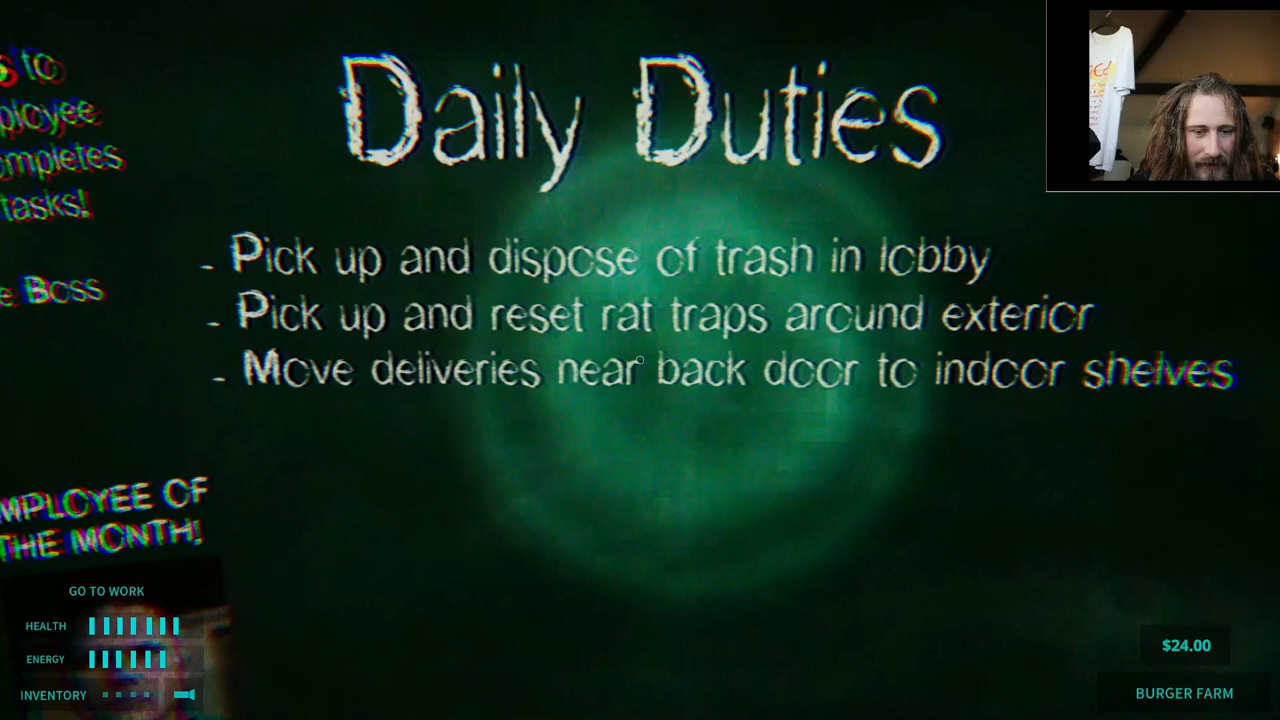 to
ployee
ompletes
tasks!
Boss
Daily Duties
- Pick up and dispose of trash in lobby
- Pick up and reset rat traps around exterior
- Move deliveries near back door to indoor shelves
MPLOYEE OF
THE MONTH!
GO TO WORK
HEALTH
ENERGY
INVENTORY
$24.00
BURGER FARM